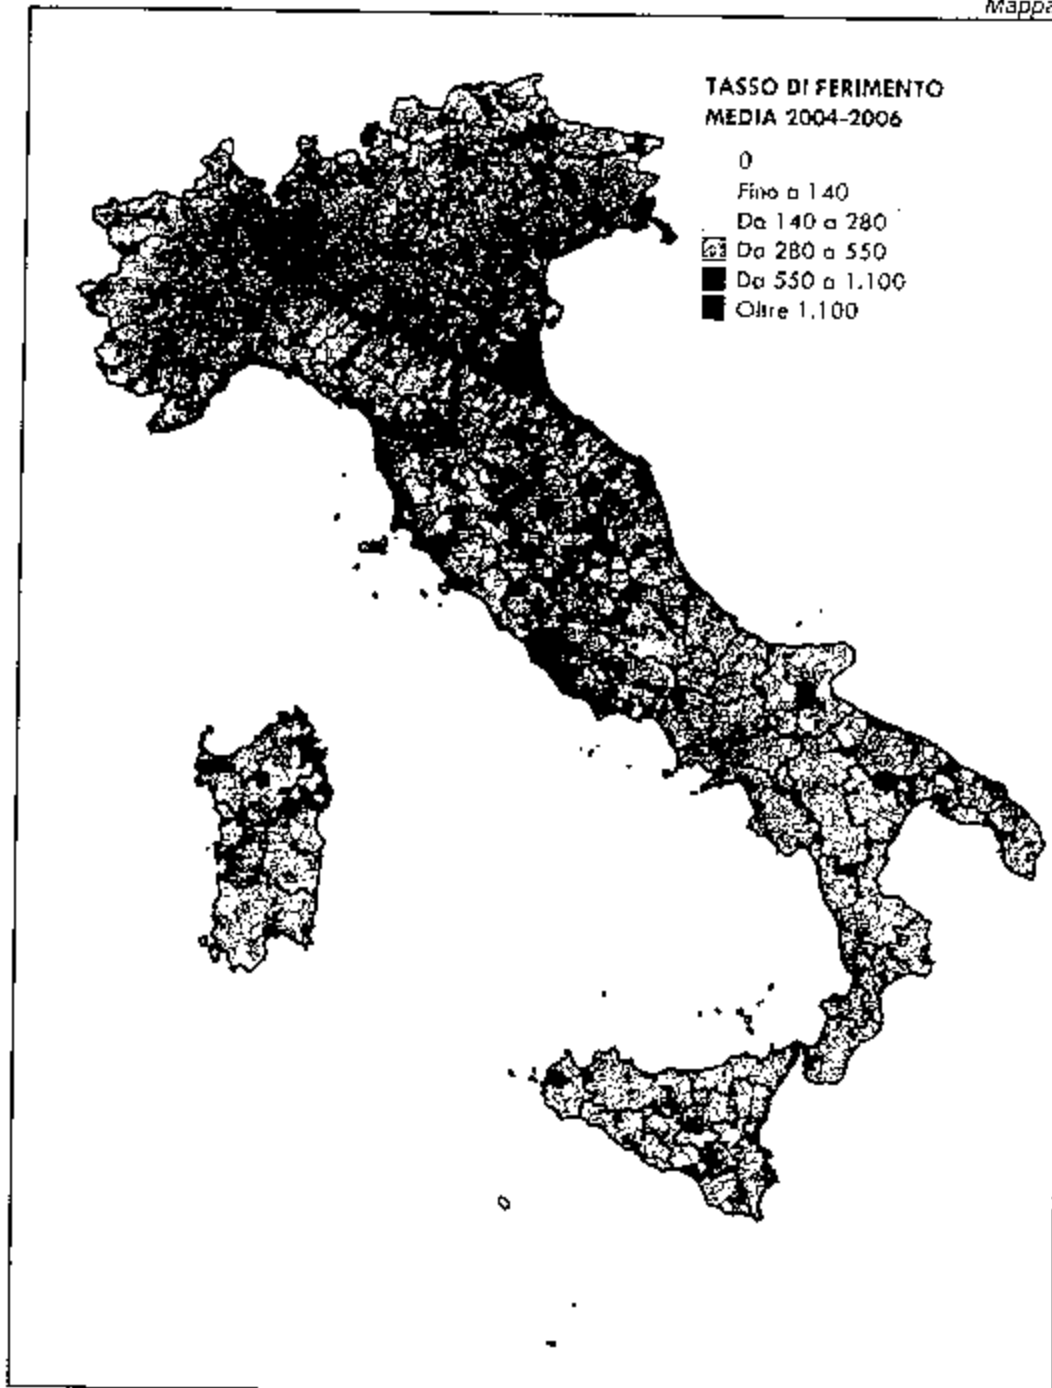 Mappa
TASSO DI FERIMENTO
MEDIA 2004-2006
0
Fino a 140
Da 140 a 280
Da 280 a 550
Da 550 a 1.100
Oltre 1.100